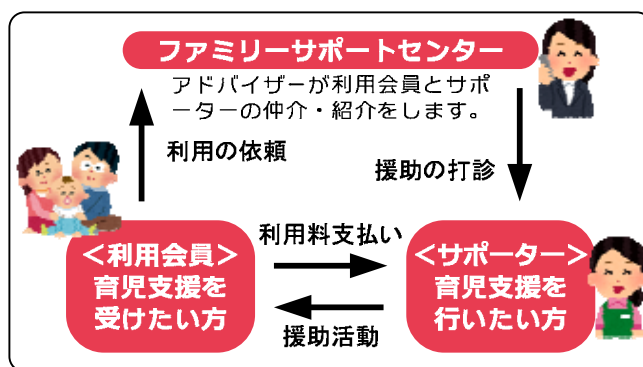 ファミリーサポートセンター
アドバイザーが利用会員とサポ
ーターの仲介・紹介をします。
利用の依頼
援助の打診
＜利用会員＞
育児支援を
受けたい方
利用料支払い
援助活動
＜サポーター＞
育児支援を
行いたい方